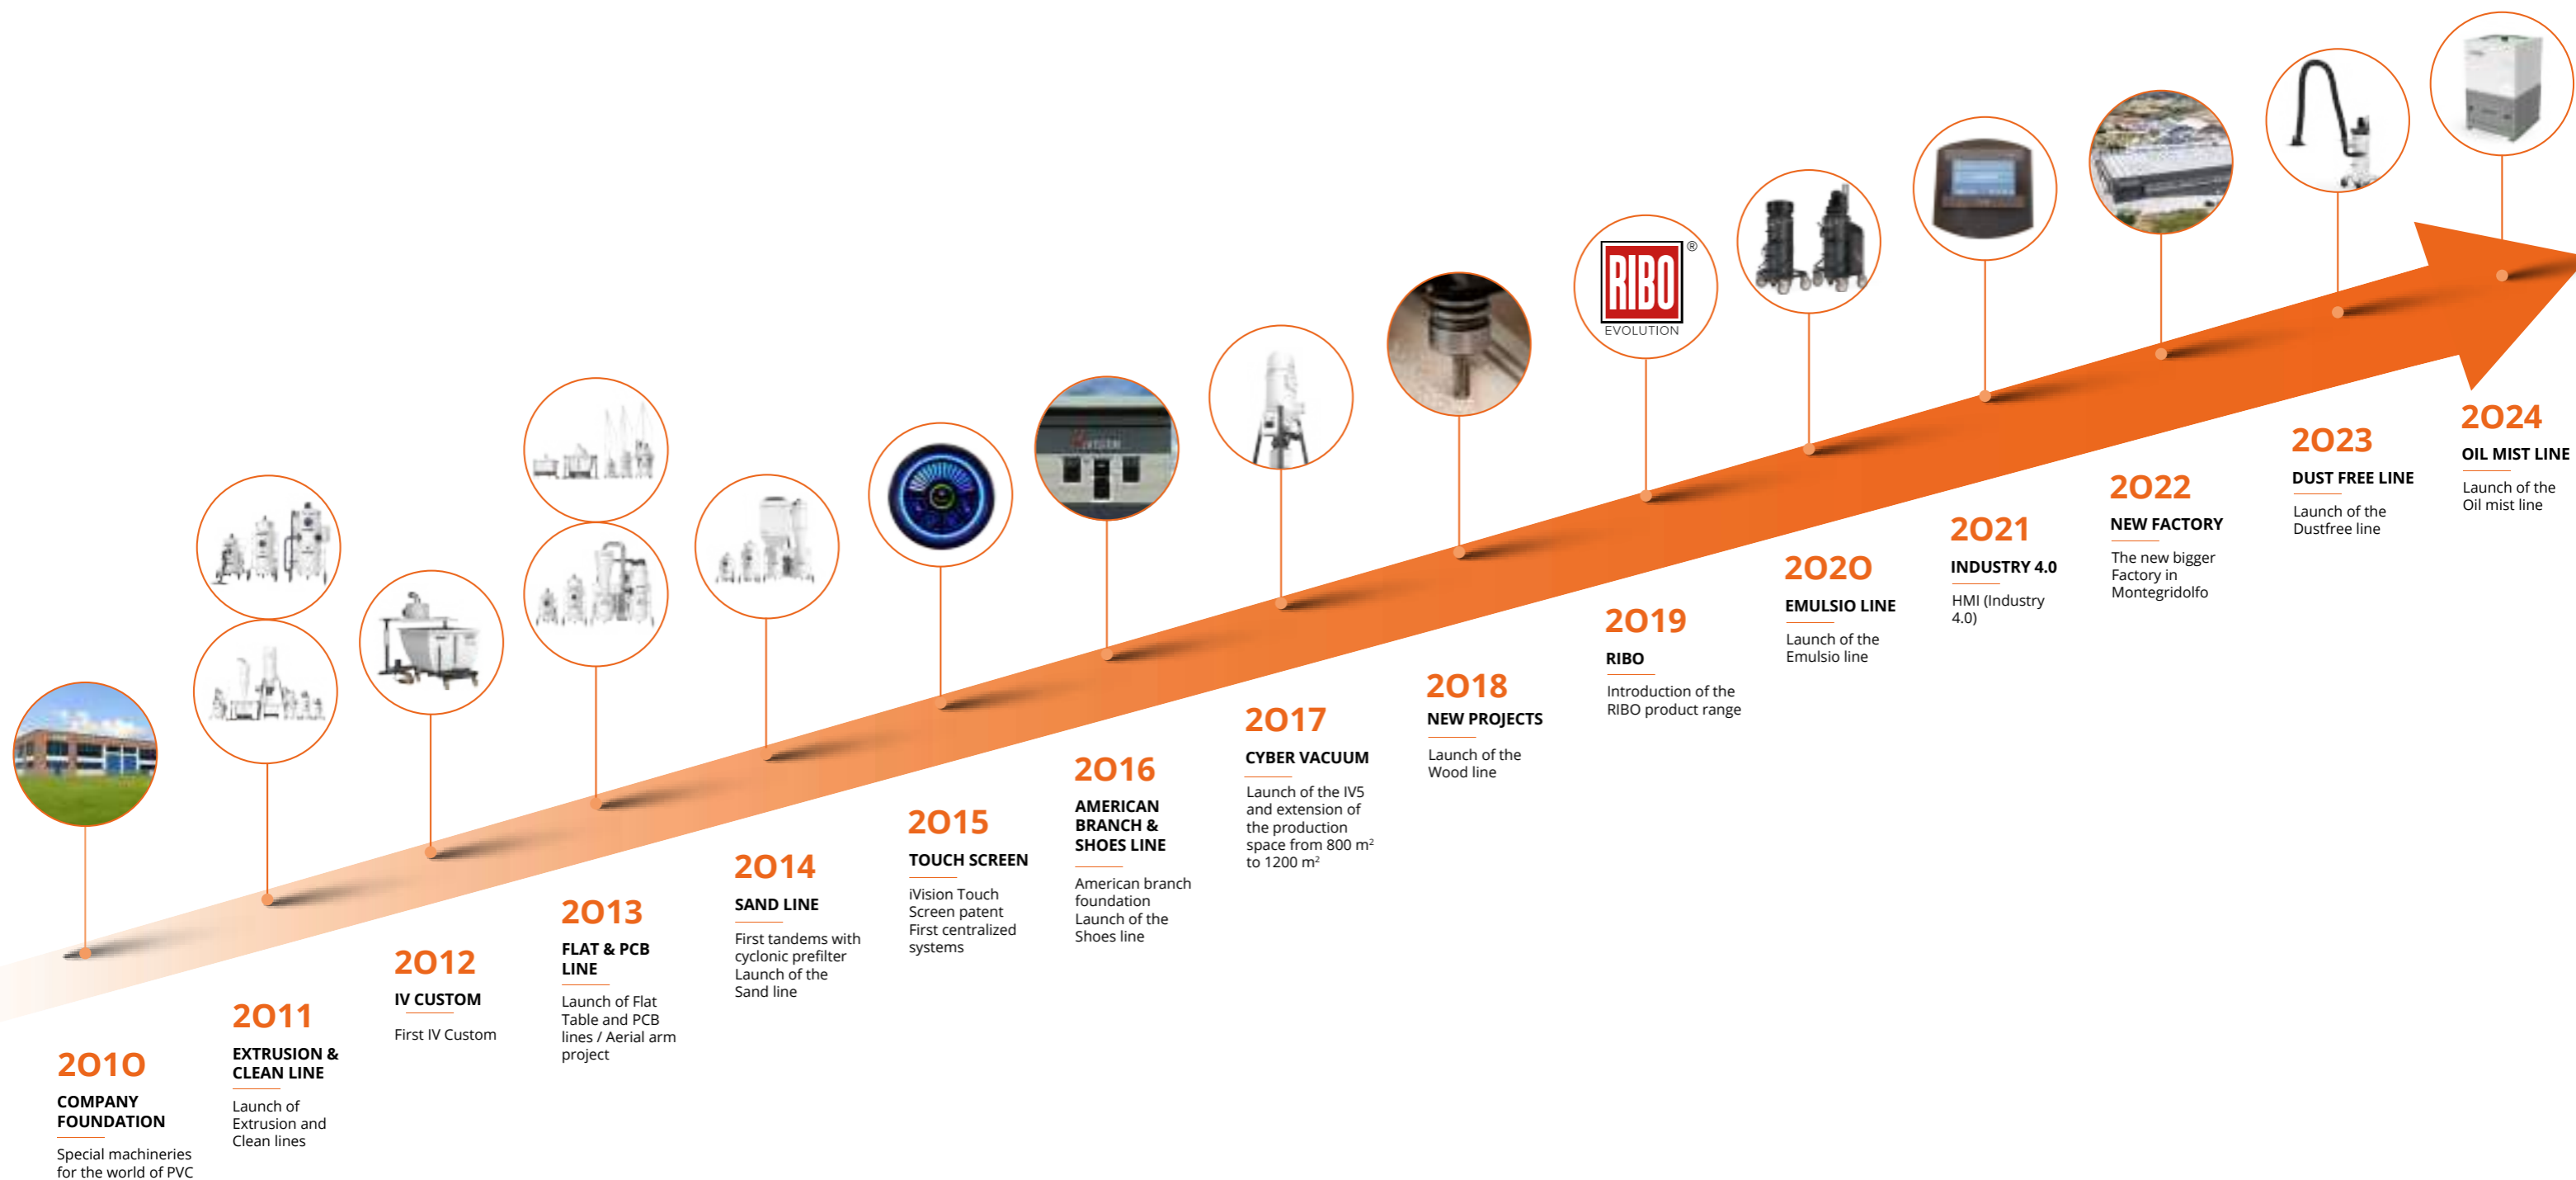 2010
COMPANY
FOUNDATION
Special machineries
for the world of PVC
2011
EXTRUSION &
CLEAN LINE
Launch of
Extrusion and
Clean lines
2012
IV CUSTOM
First IV Custom
2013
FLAT & PCB
LINE
Launch of Flat
Table and PCB
lines / Aerial arm
project
2014
SAND LINE
First tandems with
cyclonic prefilter
Launch of the
Sand line
2015
TOUCH SCREEN
iVision Touch
Screen patent
First centralized
systems
2016
AMERICAN
BRANCH &
SHOES LINE
American branch
foundation
Launch of the
Shoes line
2017
CYBER VACUUM
Launch of the IV5
and extension of
the production
space from 800 m²
to 1200 m²
2018
NEW PROJECTS
Launch of the
Wood line
RIBO ®
EVOLUTION
2019
RIBO
Introduction of the
RIBO product range
2020
EMULSIO LINE
Launch of the
Emulsio line
2021
INDUSTRY 4.0
HMI (Industry
4.0)
2022
NEW FACTORY
The new bigger
Factory in
Montegridolfo
2023
DUST FREE LINE
Launch of the
Dustfree line
2024
OIL MIST LINE
Launch of the
Oil mist line